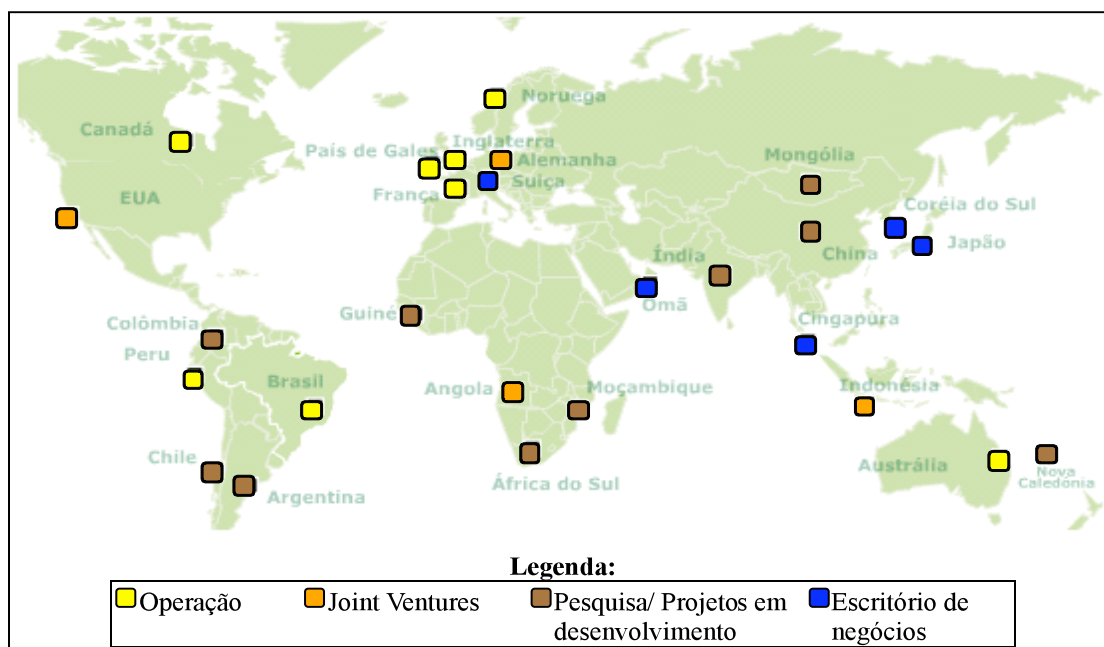 Noruega
Canadá
Inglaterra
País de Gales
Alemanha
Mongólia
Suiça
EUA
França
Coréia do Sul
Japão
Índia
China
Omã
Guiné
Cingapura
Colômbia
Peru
Brasil
Angola
Moçambique
Indonésia
Chile
Austrália
Nova
Caledônia
África do Sul
Argentina
Legenda:
Operação
Joint Ventures
Pesquisa/ Projetos em
desenvolvimento
Escritório de
negócios